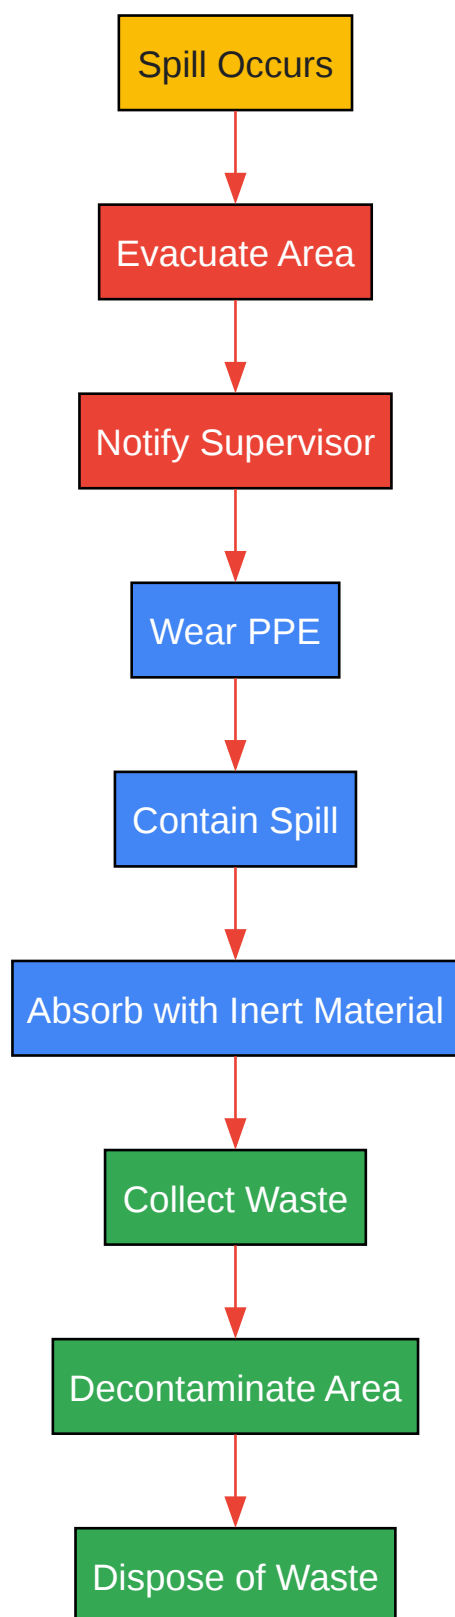 Spill Occurs
Evacuate Area
Notify Supervisor
Wear PPE
Contain Spill
Absorb with Inert Material
Collect Waste
Decontaminate Area
Dispose of Waste